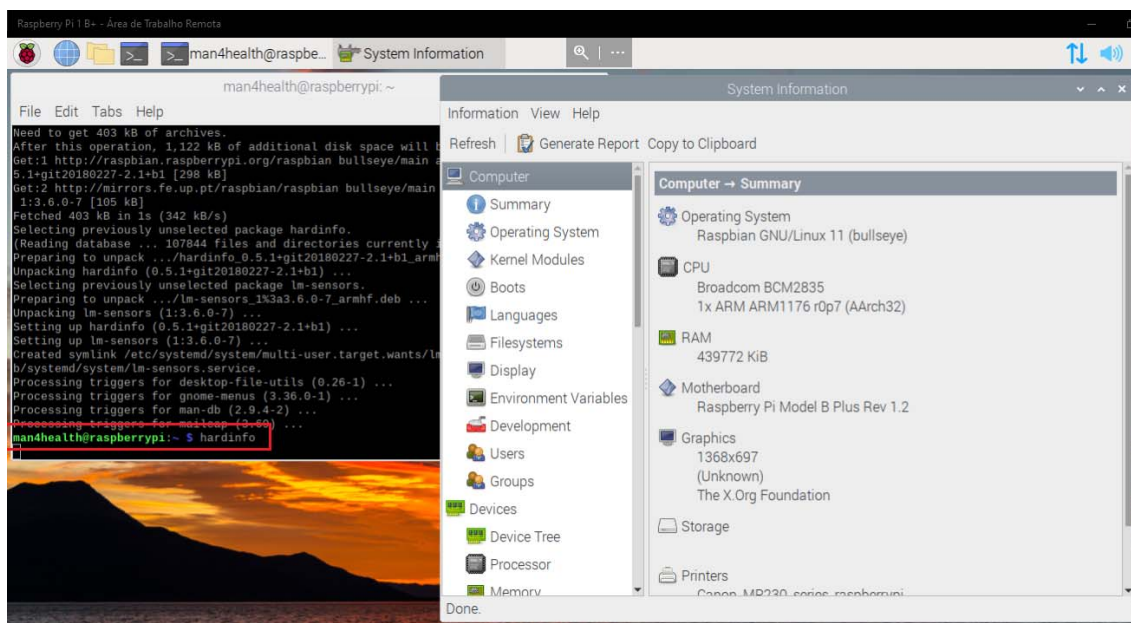 Raspberry Pi 1 B+ - Área de Trabalho Remota
man4health@raspbe... System Information
man4health@raspberrypi: ~
File Edit Tabs Help
Need to get 403 kB of archives.
After this operation, 1,122 kB of additional disk space will
Get:1 http://raspbian.raspberrypi.org/raspbian bullseye/main
5.1+git20180227-2.1+b1 [298 kB]
Get:2 http://mirrors.fe.up.pt/raspbian/raspbian bullseye/main
1:3.6.0-7 [105 kB]
Fetched 403 kB in 1s (342 kB/s)
Selecting previously unselected package hardinfo.
(Reading database ... 107844 files and directories currently
Preparing to unpack .../hardinfo_0.5.1+git20180227-2.1+b1_armh
Unpacking hardinfo (0.5.1+git20180227-2.1+b1) ...
Selecting previously unselected package lm-sensors.
Preparing to unpack .../lm-sensors_1%3a3.6.0-7_armhf.deb ...
Unpacking lm-sensors (1:3.6.0-7) ...
Setting up hardinfo (0.5.1+git20180227-2.1+b1) ...
Setting up lm-sensors (1:3.6.0-7) ...
Created symlink /etc/systemd/system/multi-user.target.wants/lm
b/systemd/system/lm-sensors.service.
Processing triggers for desktop-file-utils (0.26-1) ...
Processing triggers for gnome-menus (3.36.0-1) ...
Processing triggers for man-db (2.9.4-2) ...
Processing triggers for mailcap (3.69) ...
man4health@raspberrypi:~ $ hardinfo
System Information
Information View Help
Refresh Generate Report Copy to Clipboard
Computer
Summary
Operating System
Kernel Modules
Boots
Languages
Filesystems
Display
Environment Variables
Development
Users
Groups
Devices
Device Tree
Processor
Memory
Computer → Summary
Operating System
Raspbian GNU/Linux 11 (bullseye)
CPU
Broadcom BCM2835
1x ARM ARM1176 r0p7 (AArch32)
RAM
439772 KiB
Motherboard
Raspberry Pi Model B Plus Rev 1.2
Graphics
1368x697
(Unknown)
The X.Org Foundation
Storage
Printers
Canon_MP230_series_raspberrypi
Done.